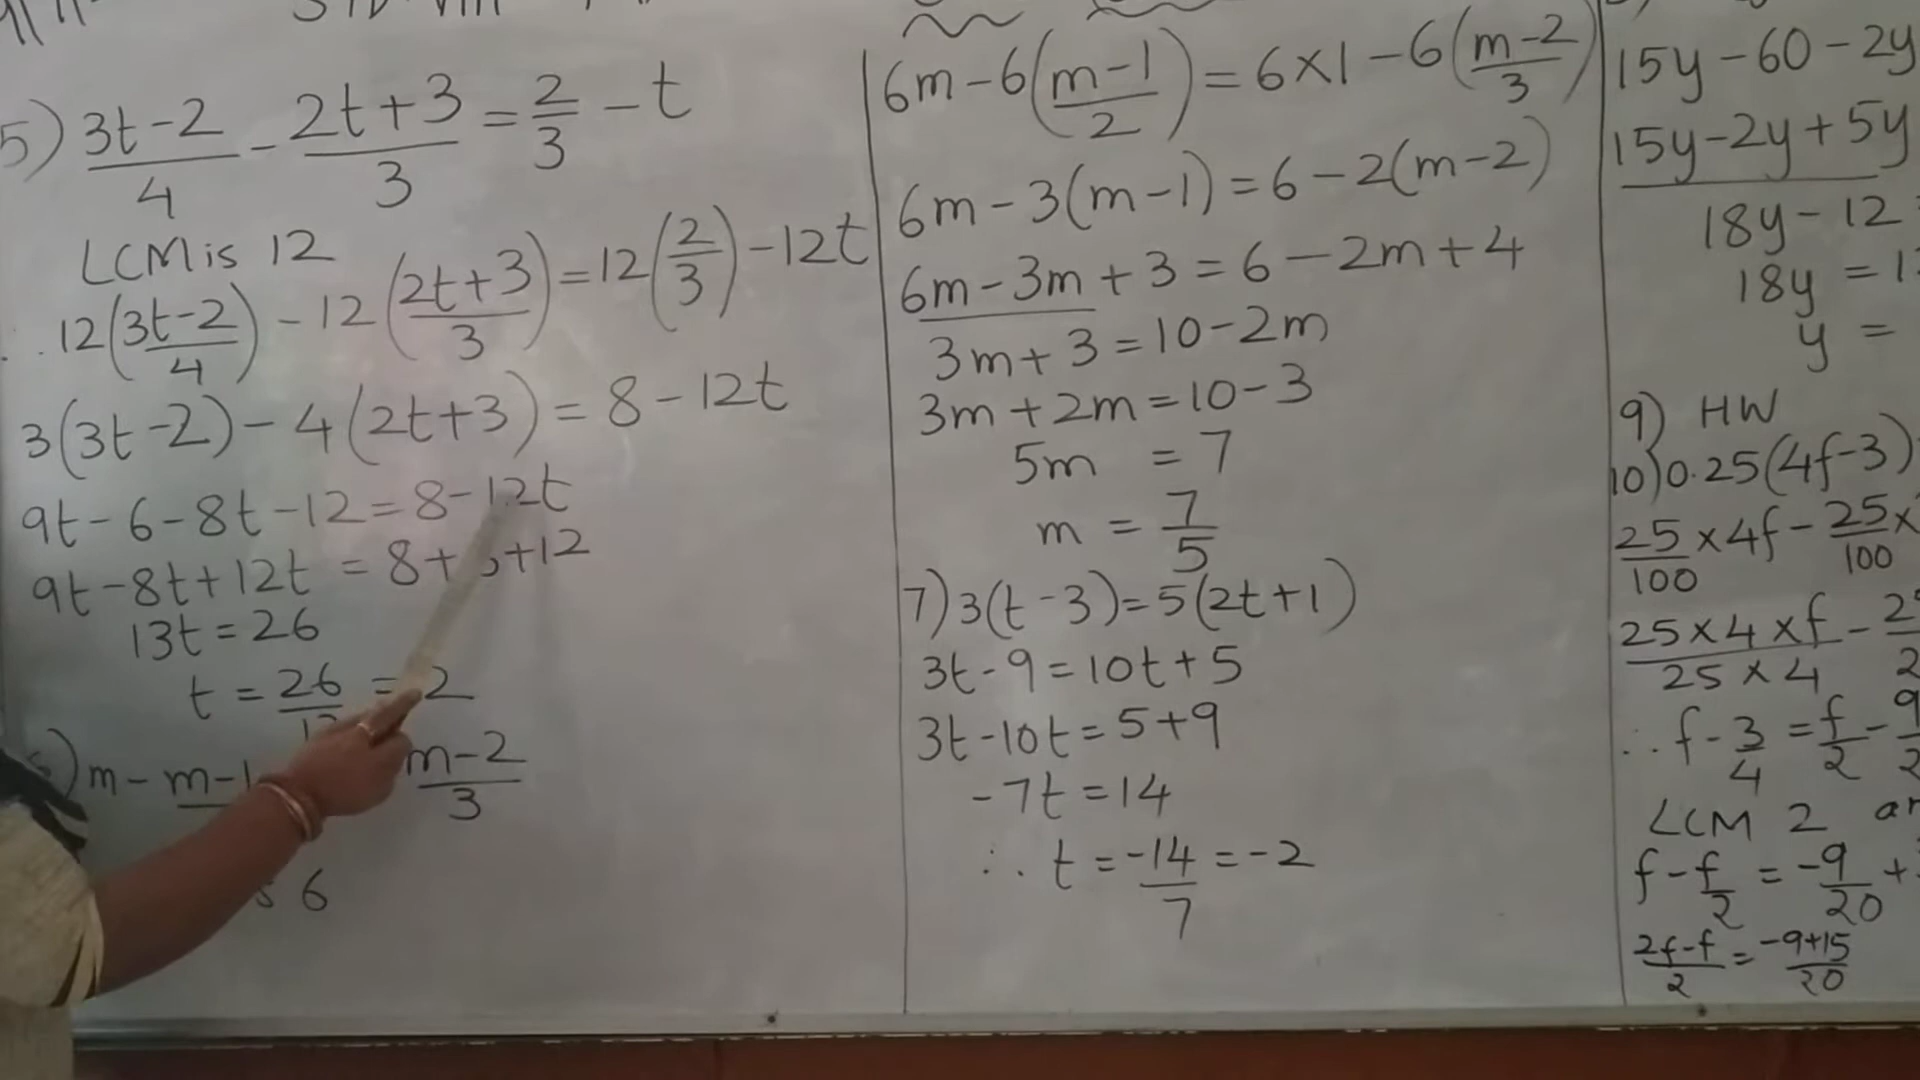 5) (3t-2)/4 - (2t+3)/3 = 2/3 - t
LCM is 12
∴ 12((3t-2)/4) - 12((2t+3)/3) = 12(2/3) - 12t
3(3t-2) - 4(2t+3) = 8 - 12t
9t - 6 - 8t - 12 = 8 - 12t
9t - 8t + 12t = 8 + 6 + 12
13t = 26
t = 26/13 = 2
6) m - (m-1) (m-2)/3
6
6m - 6((m-1)/2) = 6×1 - 6((m-2)/3)
6m - 3(m-1) = 6 - 2(m-2)
6m - 3m + 3 = 6 - 2m + 4
3m + 3 = 10 - 2m
3m + 2m = 10 - 3
5m = 7
m = 7/5
7) 3(t-3) = 5(2t+1)
3t - 9 = 10t + 5
3t - 10t = 5 + 9
-7t = 14
∴ t = -14/7 = -2
15y - 60 - 2y
15y - 2y + 5y
18y - 12
18y =
y =
9) HW
10) 0.25(4f-3)
25/100 × 4f - 25/100 ×
(25×4×f)/(25×4) -
∴ f - 3/4 = f/2 - 9/2
LCM 2
f - f/2 = -9/20 +
(2f-f)/2 = (-9+15)/20